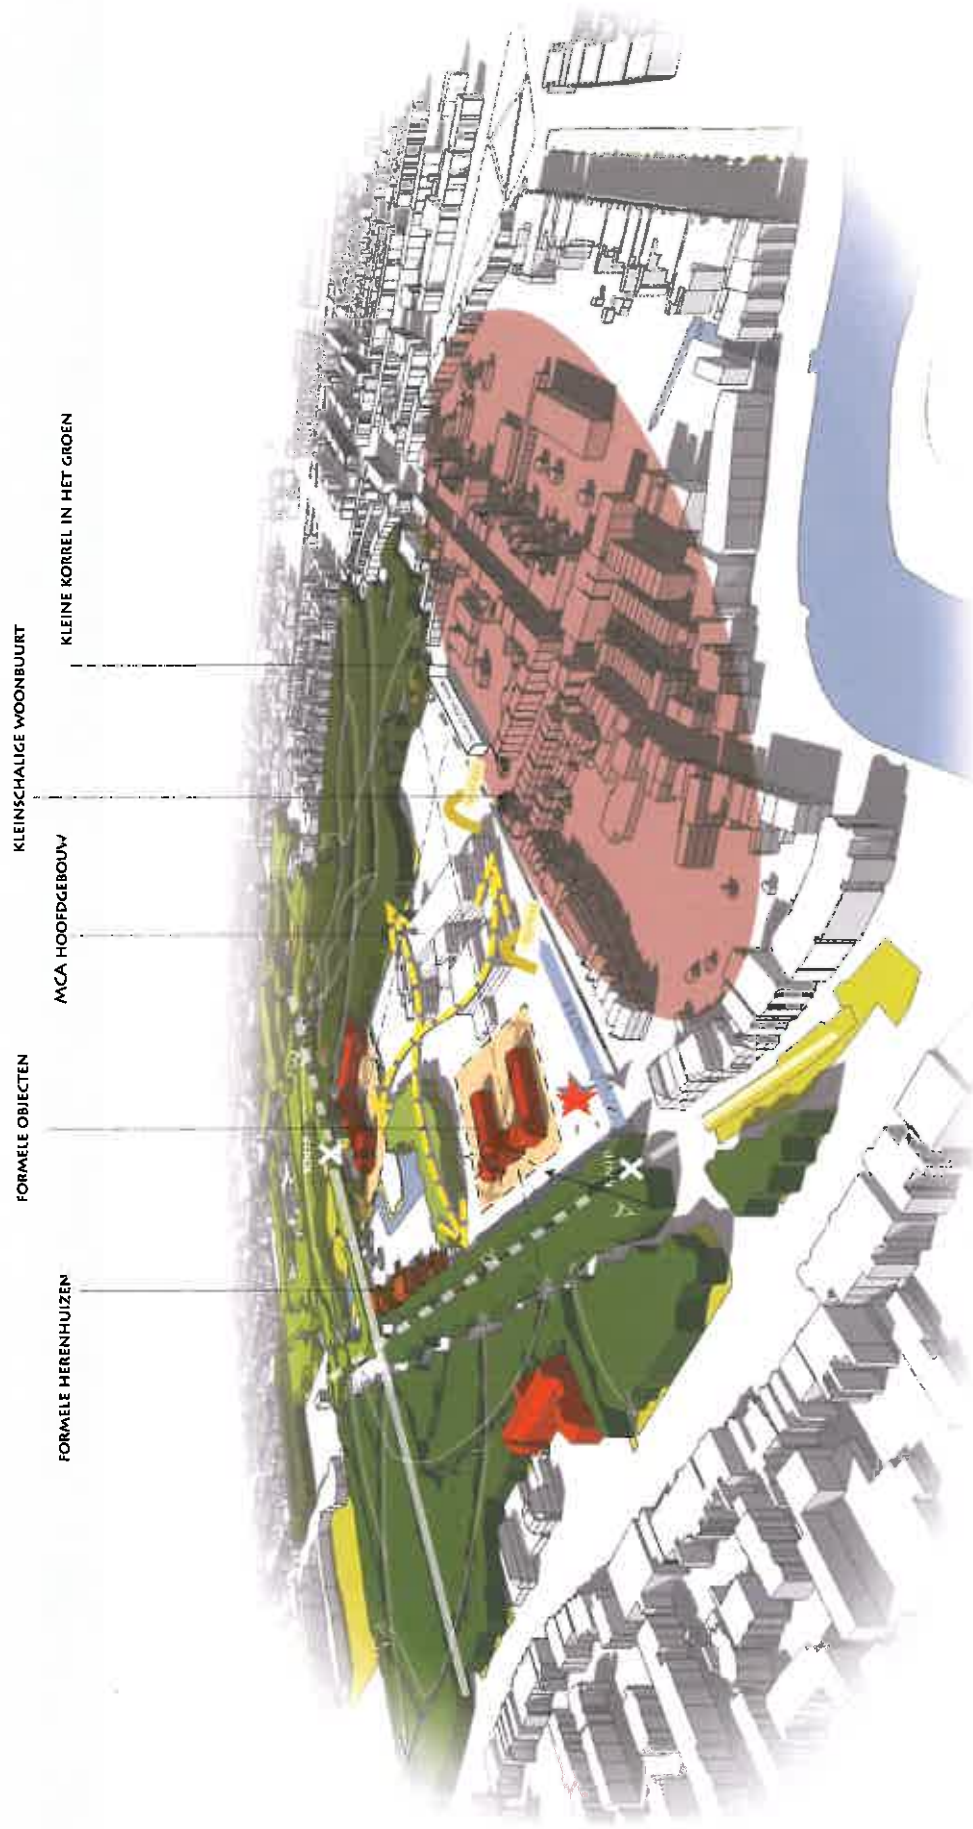 FORMELE HERENHUIZEN
FORMELE OBJECTEN
MCA HOOFDGEBOUW
KLEINSCHALIGE WOONBUURT
KLEINE KORREL IN HET GROEN